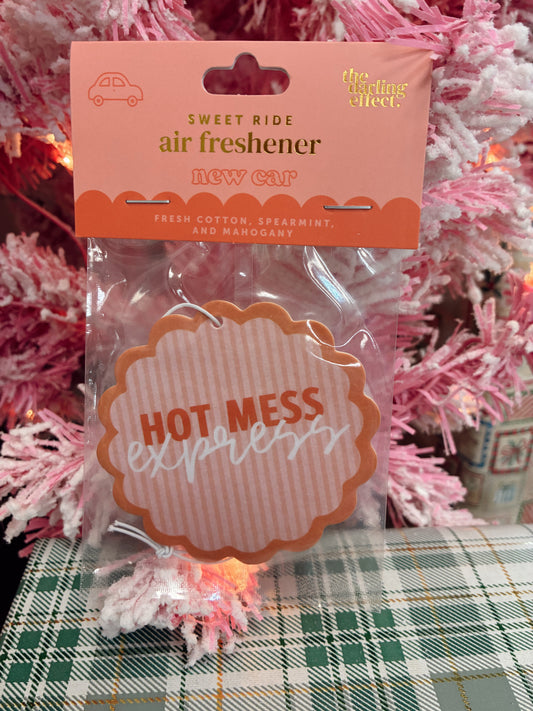 the
darling
effect.
SWEET RIDE
air freshener
new car
FRESH COTTON, SPEARMINT,
AND MAHOGANY
HOT MESS
express